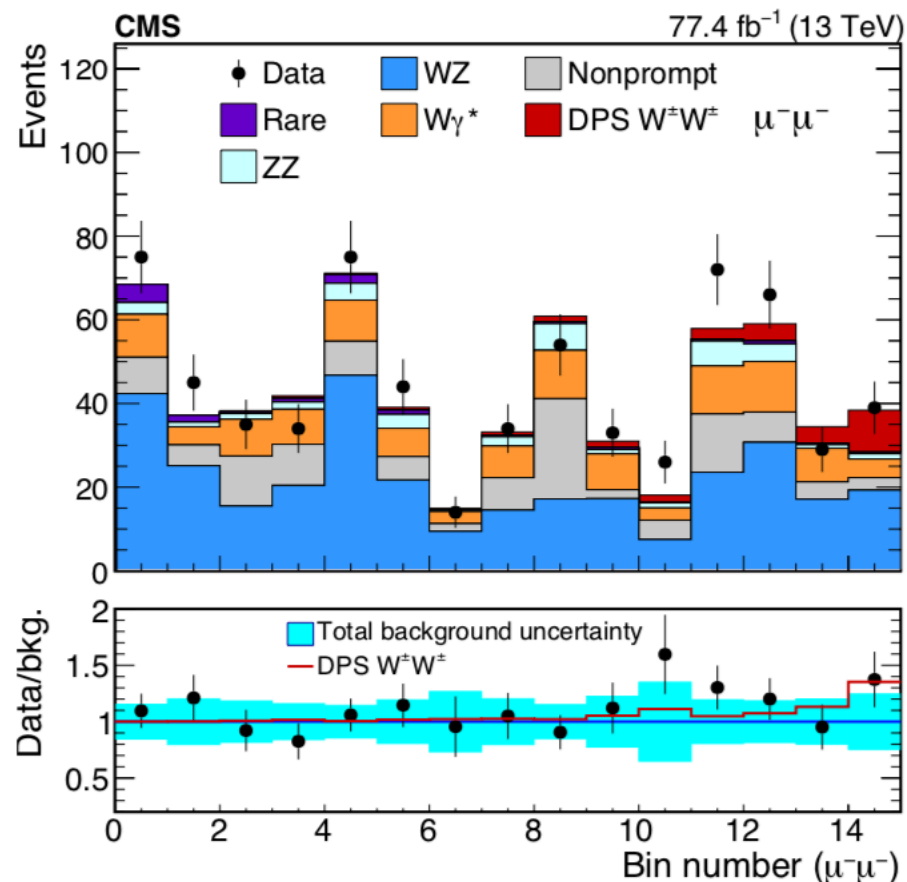 CMS 77.4 fb⁻¹ (13 TeV)
Events
Data WZ Nonprompt
Rare Wγ* DPS W±W± μ⁻μ⁻
ZZ
120
100
80
60
40
20
0
Data/bkg.
Total background uncertainty
DPS W±W±
2
1.5
1
0.5
0 2 4 6 8 10 12 14
Bin number (μ⁻μ⁻)